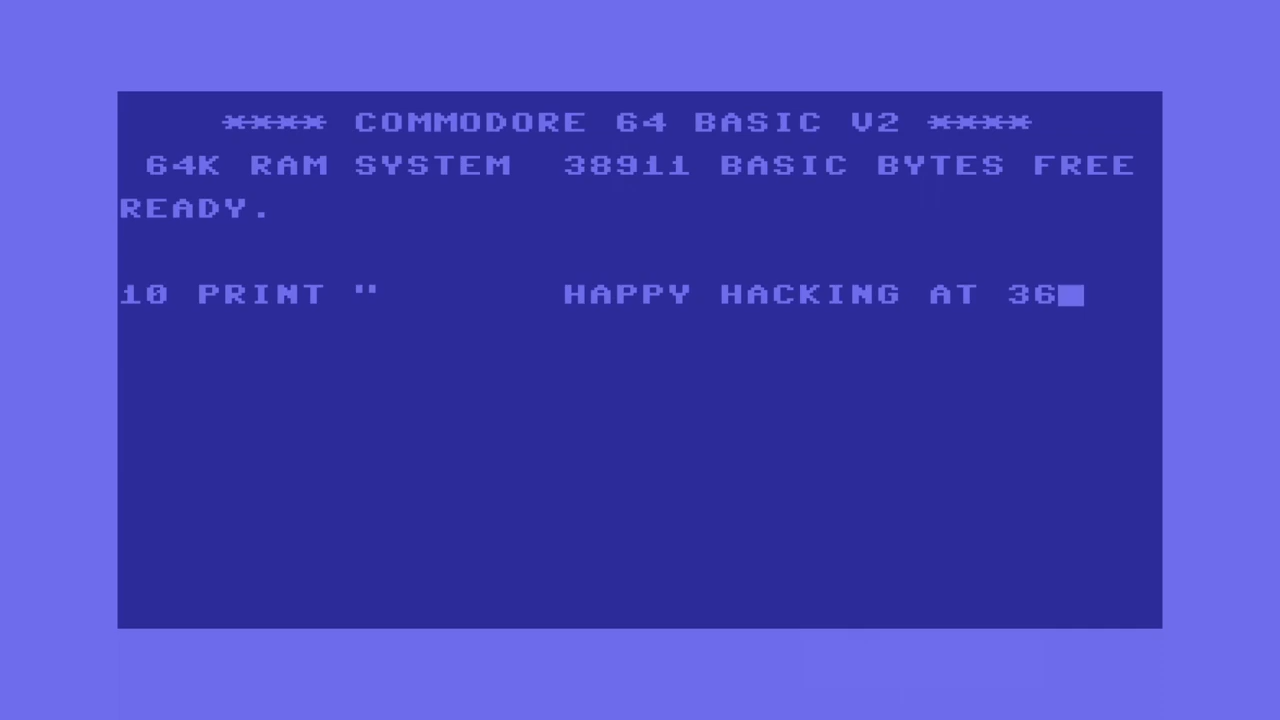 **** COMMODORE 64 BASIC V2 ****
64K RAM SYSTEM  38911 BASIC BYTES FREE
READY.
10 PRINT "       HAPPY HACKING AT 36